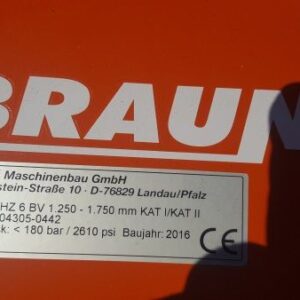 BRAUN
Maschinenbau GmbH
stein-Straße 10 · D-76829 Landau/Pfalz
HZ 6 BV 1.250 - 1.750 mm KAT I/KAT II
04305-0442
k: < 180 bar / 2610 psi Baujahr: 2016 CE